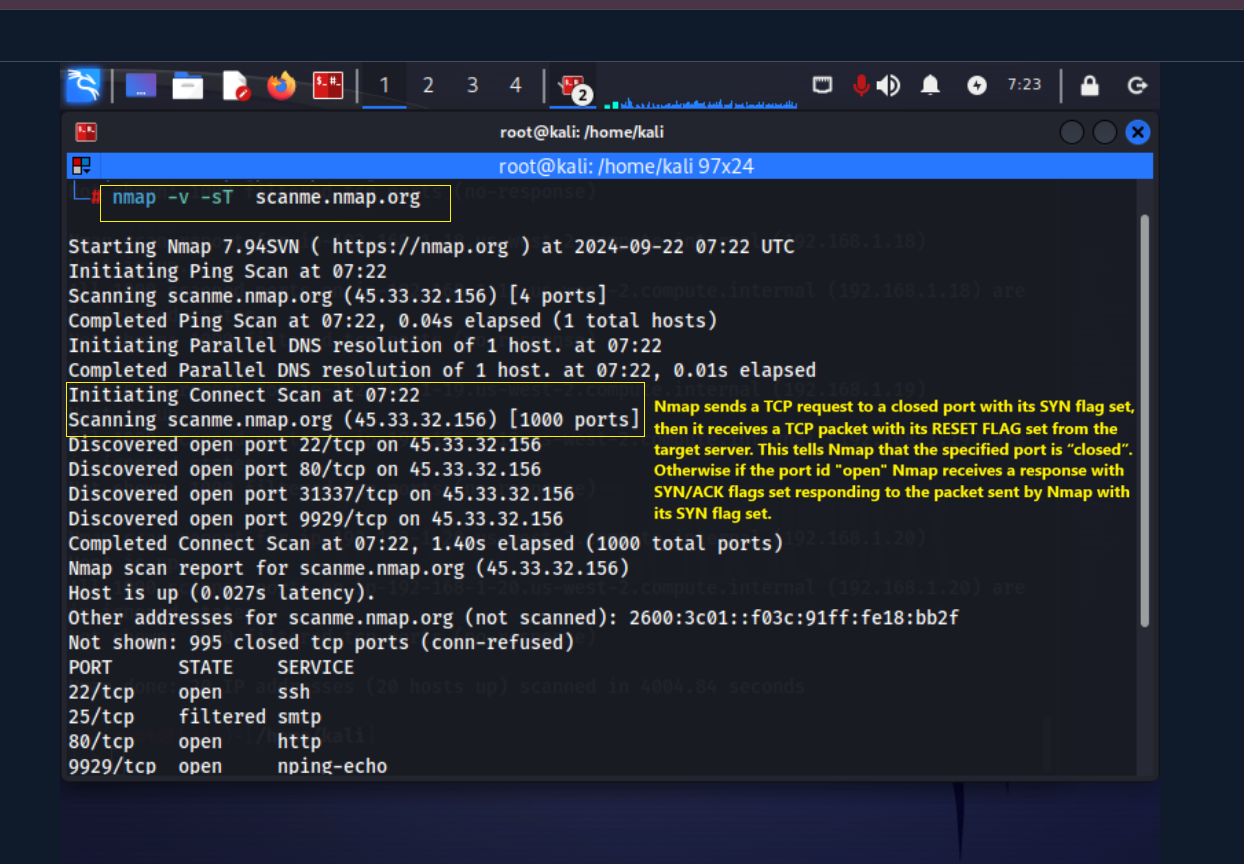 1 2 3 4 2 7:23
root@kali: /home/kali
root@kali: /home/kali 97x24
# nmap -v -sT scanme.nmap.org
(no-response)
Starting Nmap 7.94SVN ( https://nmap.org ) at 2024-09-22 07:22 UTC
Initiating Ping Scan at 07:22
Scanning scanme.nmap.org (45.33.32.156) [4 ports]
Completed Ping Scan at 07:22, 0.04s elapsed (1 total hosts)
Initiating Parallel DNS resolution of 1 host. at 07:22
Completed Parallel DNS resolution of 1 host. at 07:22, 0.01s elapsed
Initiating Connect Scan at 07:22
Scanning scanme.nmap.org (45.33.32.156) [1000 ports]
Discovered open port 22/tcp on 45.33.32.156
Discovered open port 80/tcp on 45.33.32.156
Discovered open port 31337/tcp on 45.33.32.156
Discovered open port 9929/tcp on 45.33.32.156
Completed Connect Scan at 07:22, 1.40s elapsed (1000 total ports)
Nmap scan report for scanme.nmap.org (45.33.32.156)
Host is up (0.027s latency).
Other addresses for scanme.nmap.org (not scanned): 2600:3c01::f03c:91ff:fe18:bb2f
Not shown: 995 closed tcp ports (conn-refused)
PORT STATE SERVICE
22/tcp open ssh
25/tcp filtered smtp
80/tcp open http
9929/tcp open nping-echo
Nmap sends a TCP request to a closed port with its SYN flag set,
then it receives a TCP packet with its RESET FLAG set from the
target server. This tells Nmap that the specified port is “closed”.
Otherwise if the port id "open" Nmap receives a response with
SYN/ACK flags set responding to the packet sent by Nmap with
its SYN flag set.